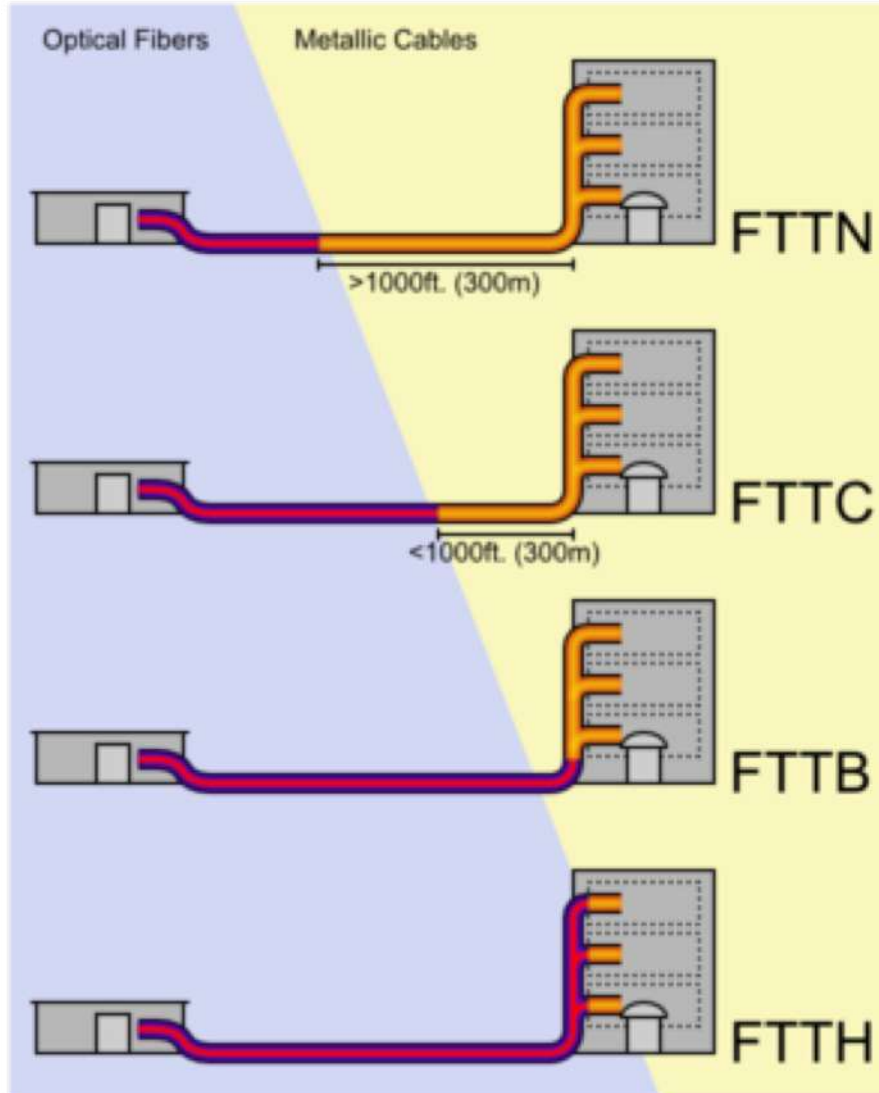 Optical Fibers
Metallic Cables
FTTN
>1000ft. (300m)
FTTC
<1000ft. (300m)
FTTB
FTTH